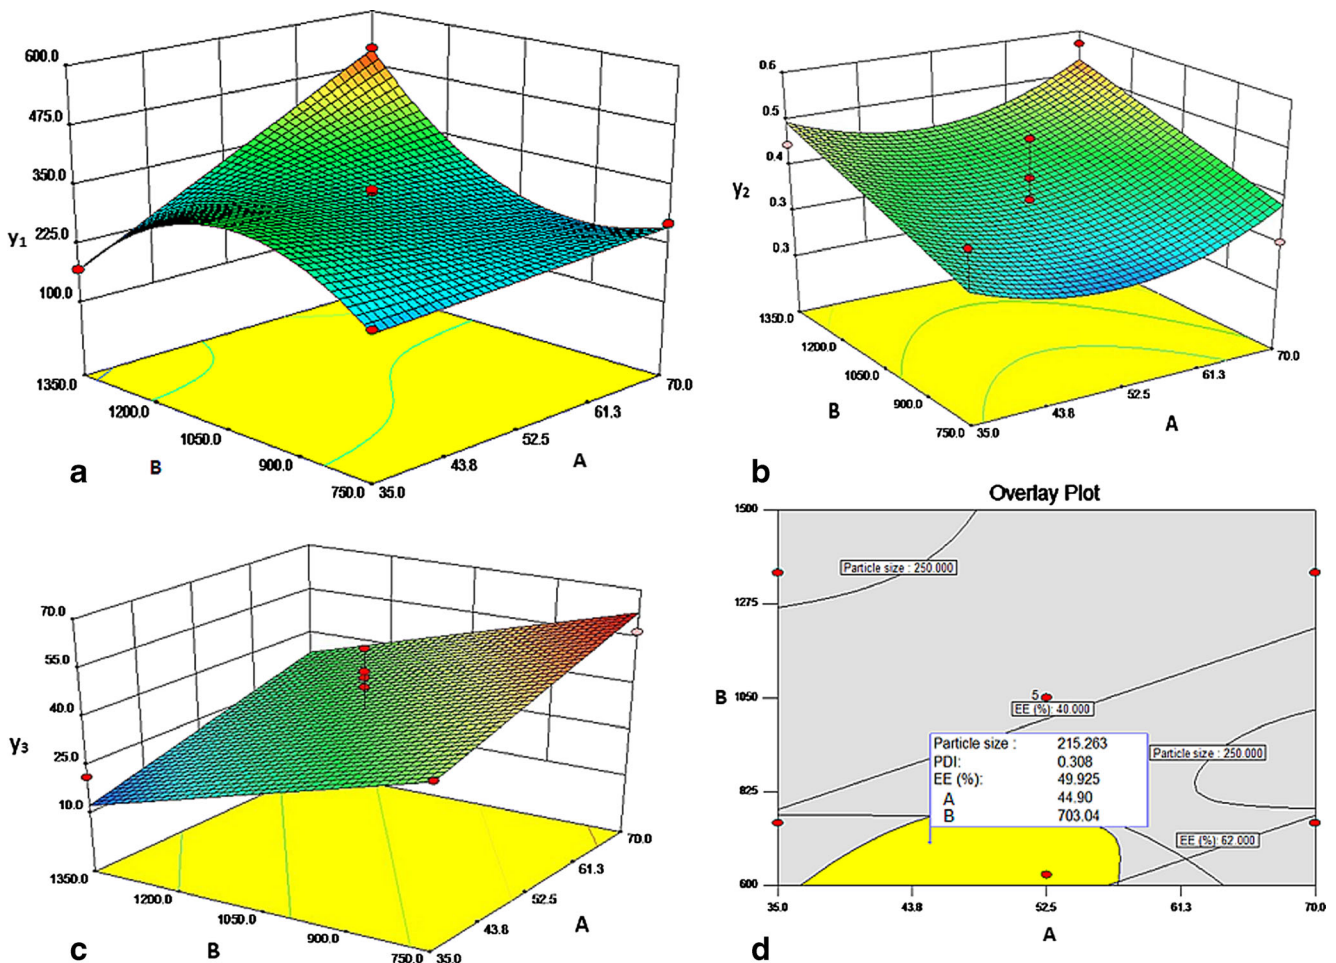 600.0
475.0
350.0
y1
225.0
100.0
1350.0
1200.0
1050.0
900.0
750.0
35.0
43.8
52.5
61.3
70.0
B
A
a
0.6
0.5
0.4
y2
0.3
0.3
1350.0
1200.0
1050.0
900.0
750.0
35.0
43.8
52.5
61.3
70.0
B
A
b
70.0
55.0
40.0
y3
25.0
10.0
1350.0
1200.0
1050.0
900.0
750.0
35.0
43.8
52.5
61.3
70.0
B
A
c
Overlay Plot
1500
1275
B
1050
825
600
Particle size : 250.000
5
EE (%): 40.000
Particle size : 215.263
PDI: 0.308
EE (%): 49.925
A 44.90
B 703.04
Particle size : 250.000
EE (%): 62.000
35.0 43.8 52.5 61.3 70.0
A
d